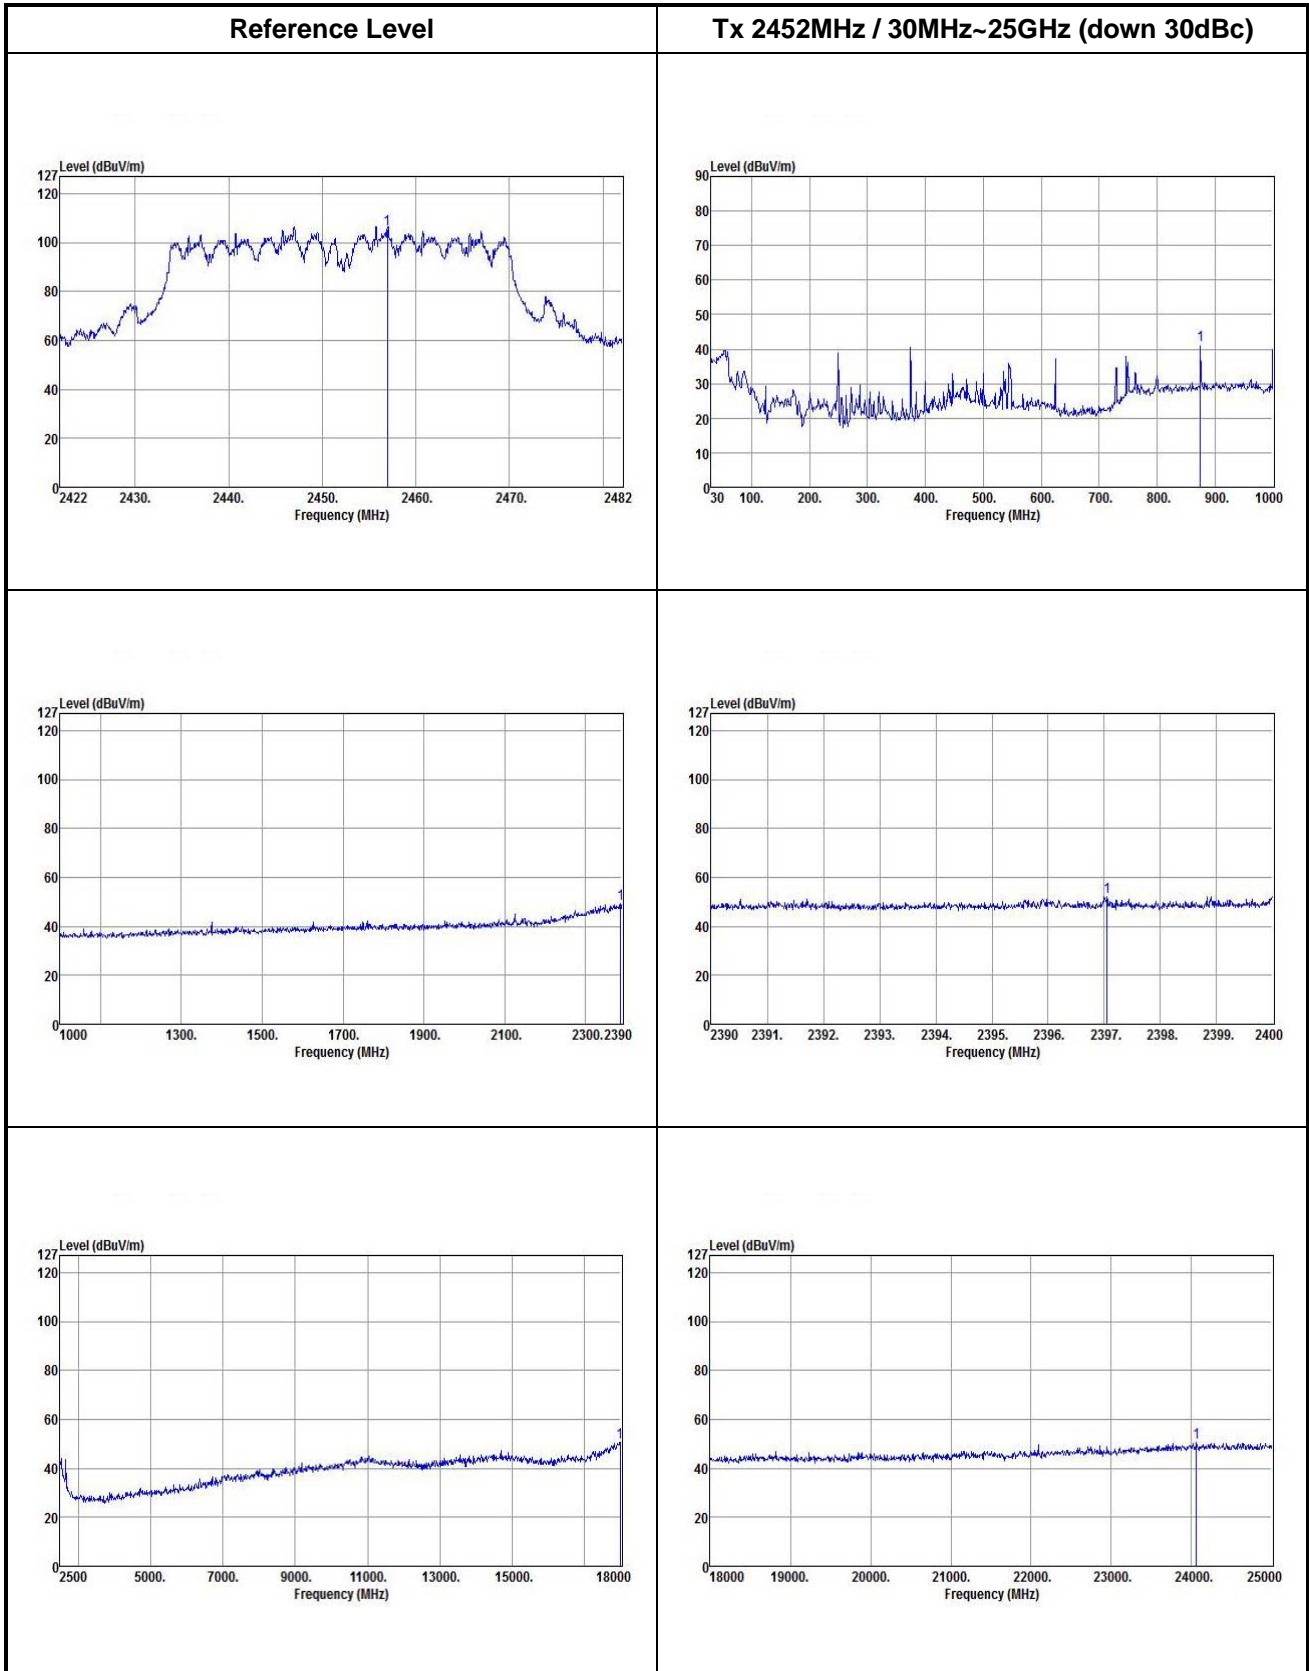 Reference Level
Tx 2452MHz / 30MHz~25GHz (down 30dBc)
Level (dBuV/m)
127
120
100
80
60
40
20
0
1
2422 2430. 2440. 2450. 2460. 2470. 2482
Frequency (MHz)
Level (dBuV/m)
90
80
70
60
50
40
30
20
10
0
1
30 100. 200. 300. 400. 500. 600. 700. 800. 900. 1000
Frequency (MHz)
Level (dBuV/m)
127
120
100
80
60
40
20
0
1
1000 1300. 1500. 1700. 1900. 2100. 2300. 2390
Frequency (MHz)
Level (dBuV/m)
127
120
100
80
60
40
20
0
1
2390 2391. 2392. 2393. 2394. 2395. 2396. 2397. 2398. 2399. 2400
Frequency (MHz)
Level (dBuV/m)
127
120
100
80
60
40
20
0
1
2500 5000. 7000. 9000. 11000. 13000. 15000. 18000
Frequency (MHz)
Level (dBuV/m)
127
120
100
80
60
40
20
0
1
18000 19000. 20000. 21000. 22000. 23000. 24000. 25000
Frequency (MHz)